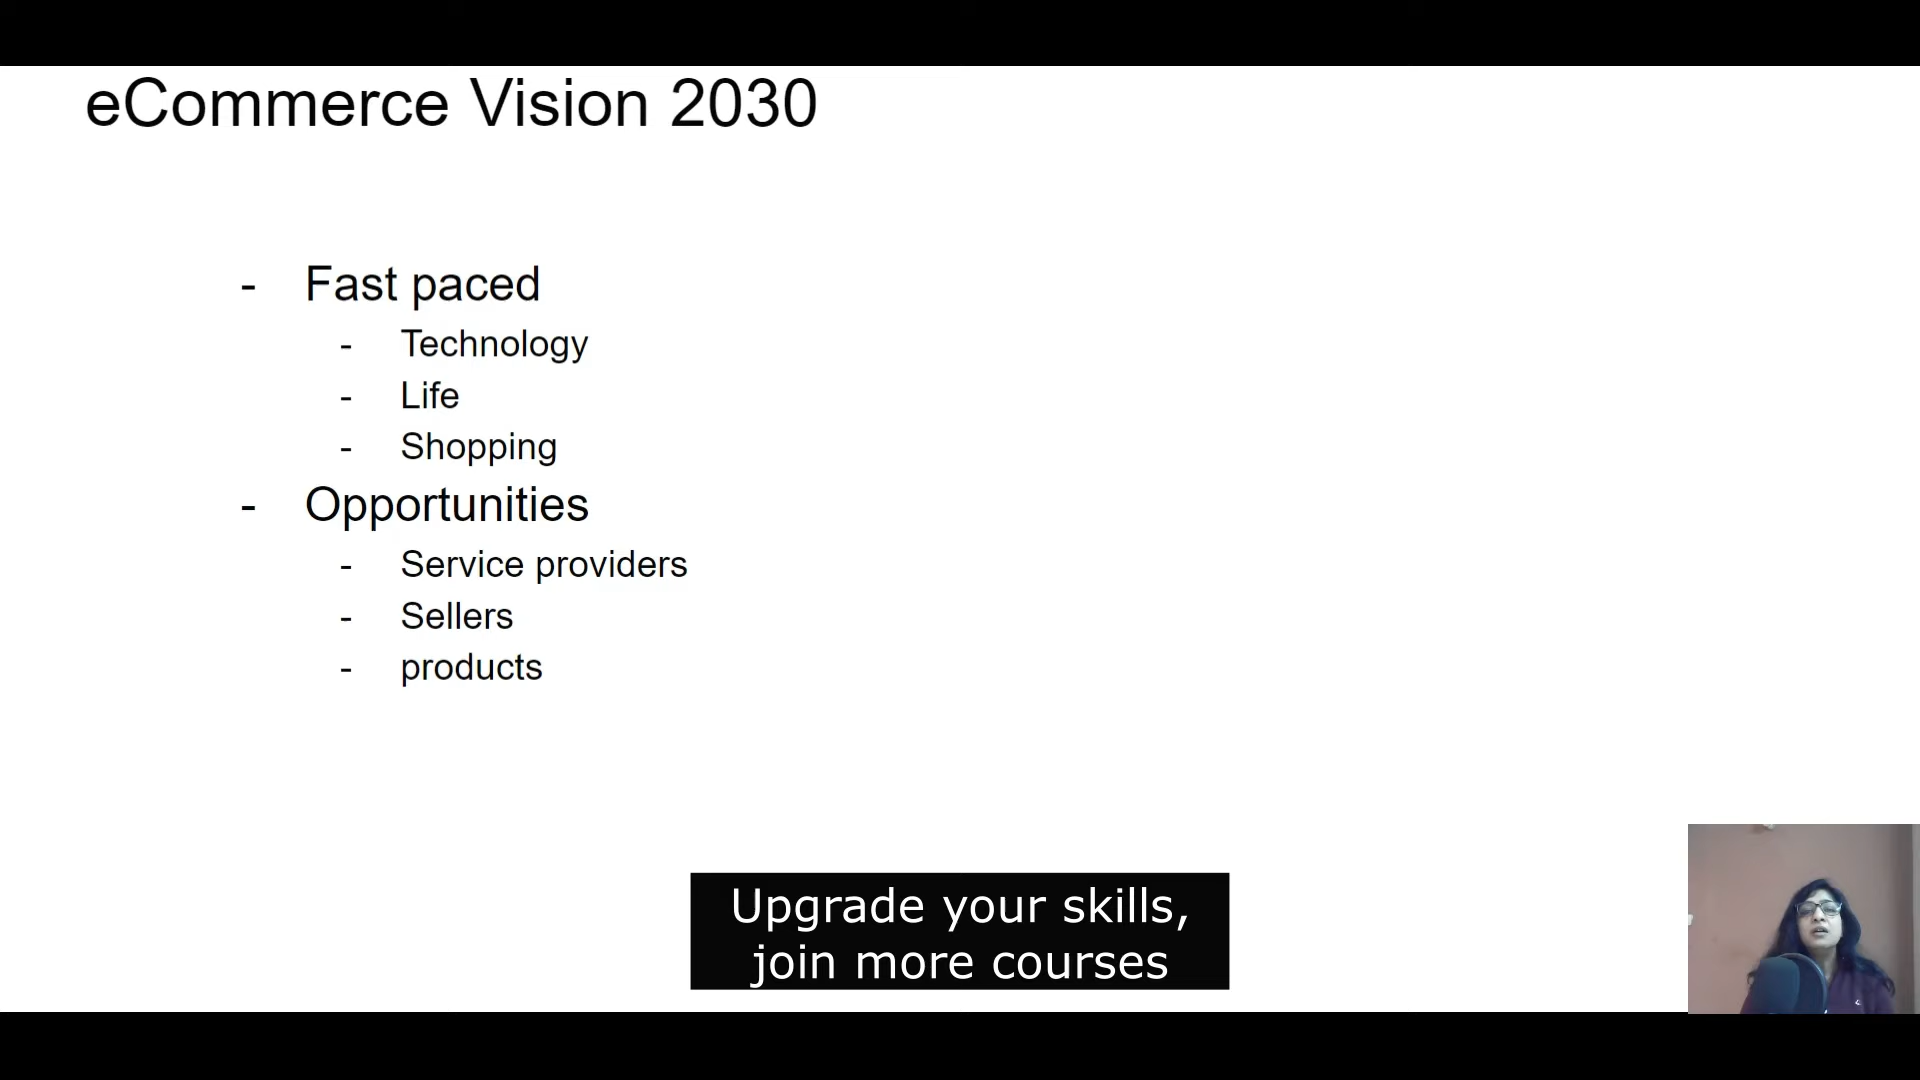 eCommerce Vision 2030
- Fast paced
- Technology
- Life
- Shopping
- Opportunities
- Service providers
- Sellers
- products
Upgrade your skills,
join more courses